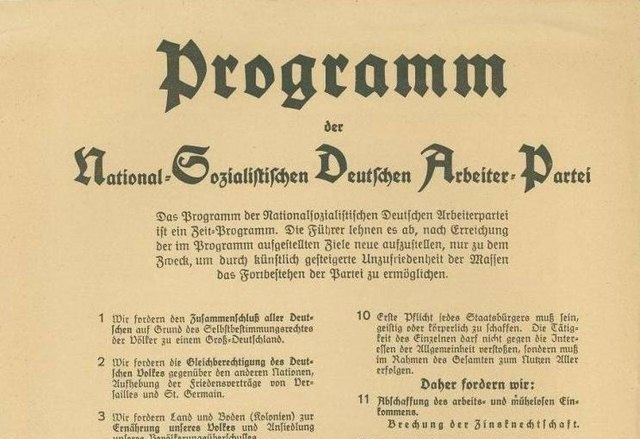 Programm
der
National-Sozialistischen Deutschen Arbeiter-Partei
Das Programm der Nationalsozialistischen Deutschen Arbeiterpartei
ist ein Zeit-Programm. Die Führer lehnen es ab, nach Erreichung
der im Programm aufgestellten Ziele neue aufzustellen, nur zu dem
Zweck, um durch künstlich gesteigerte Unzufriedenheit der Massen
das Fortbestehen der Partei zu ermöglichen.
1 Wir fordern den Zusammenschluß aller Deut-
schen auf Grund des Selbstbestimmungsrechtes
der Völker zu einem Groß-Deutschland.
2 Wir fordern die Gleichberechtigung des Deut-
schen Volkes gegenüber den anderen Nationen,
Aufhebung der Friedensverträge von Ver-
sailles und St. Germain.
3 Wir fordern Land und Boden (Kolonien) zur
Ernährung unseres Volkes und Ansiedlung
unseres Bevölkerungsüberschusses.
10 Erste Pflicht jedes Staatsbürgers muß sein,
geistig oder körperlich zu schaffen. Die Tätig-
keit des Einzelnen darf nicht gegen die Inter-
essen der Allgemeinheit verstoßen, sondern muß
im Rahmen des Gesamten zum Nutzen Aller
erfolgen.
Daher fordern wir:
11 Abschaffung des arbeits- und mühelosen Ein-
kommens.
Brechung der Zinsknechtschaft.